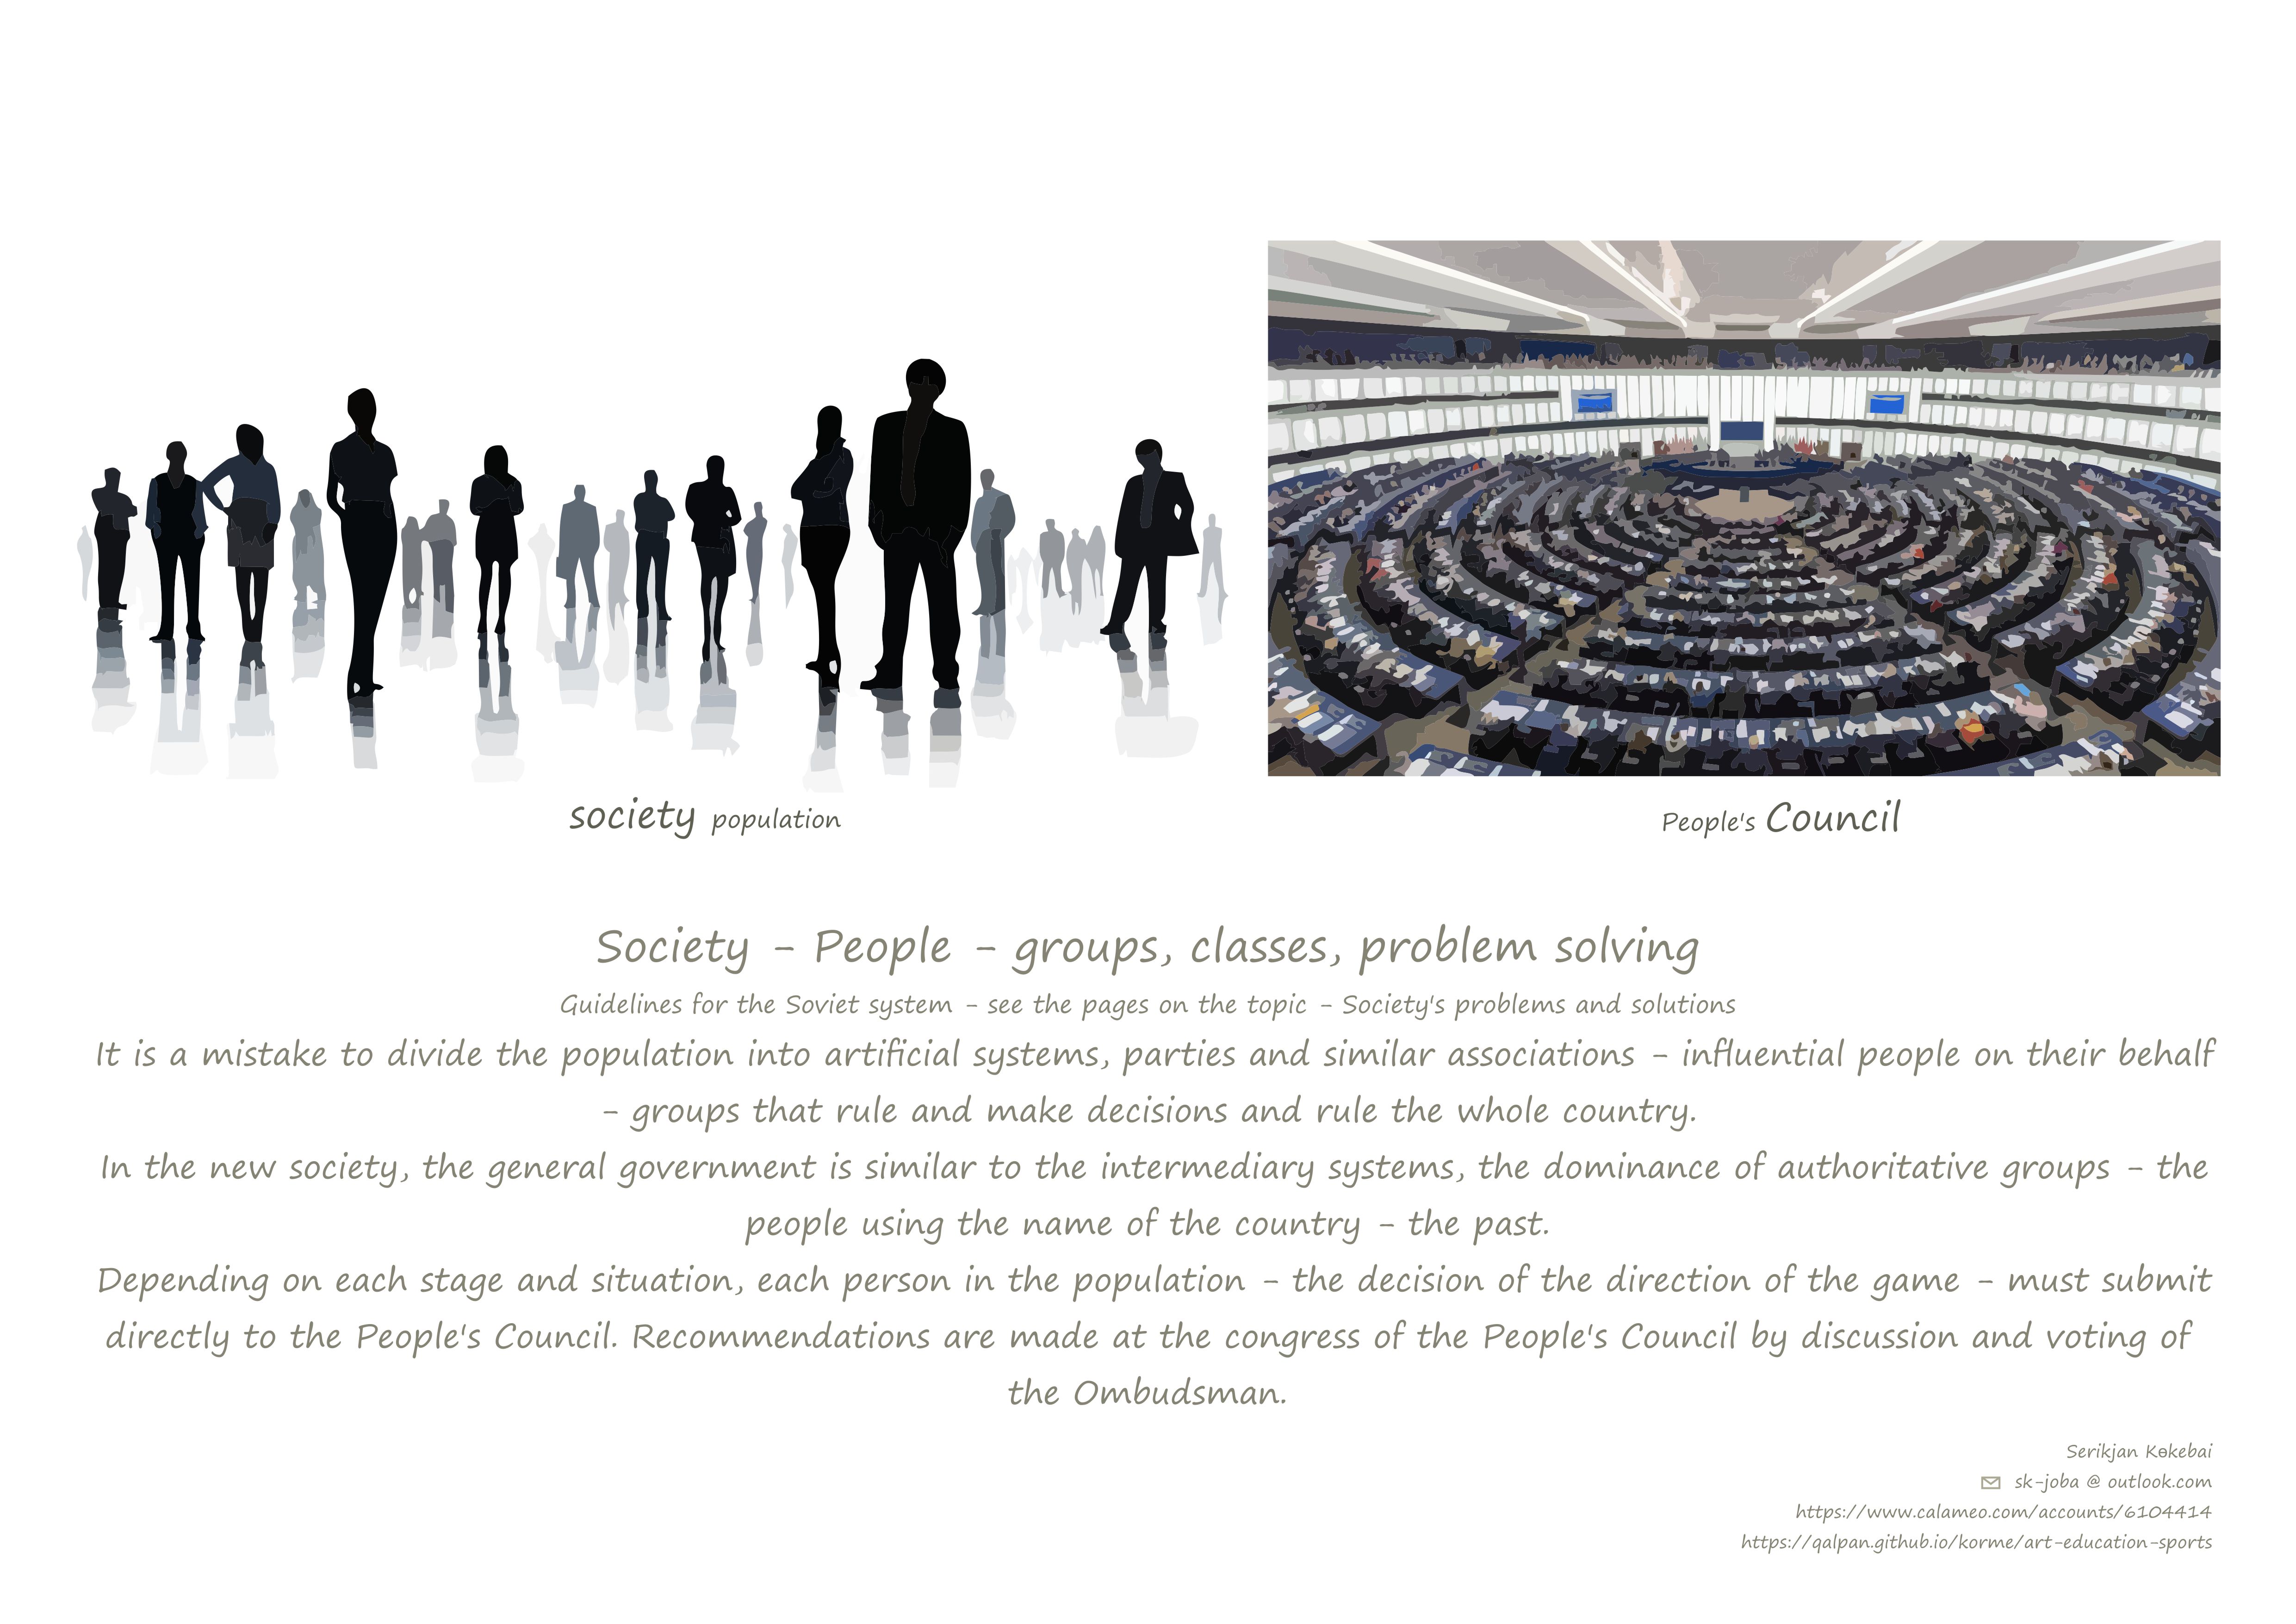 society population
People's Council
Society - People - groups, classes, problem solving
Guidelines for the Soviet system - see the pages on the topic - Society's problems and solutions
It is a mistake to divide the population into artificial systems, parties and similar associations - influential people on their behalf
- groups that rule and make decisions and rule the whole country.
In the new society, the general government is similar to the intermediary systems, the dominance of authoritative groups - the
people using the name of the country - the past.
Depending on each stage and situation, each person in the population - the decision of the direction of the game - must submit
directly to the People's Council. Recommendations are made at the congress of the People's Council by discussion and voting of
the Ombudsman.
Serikjan Kөkebai
sk-joba @ outlook.com
https://www.calameo.com/accounts/6104414
https://qalpan.github.io/korme/art-education-sports